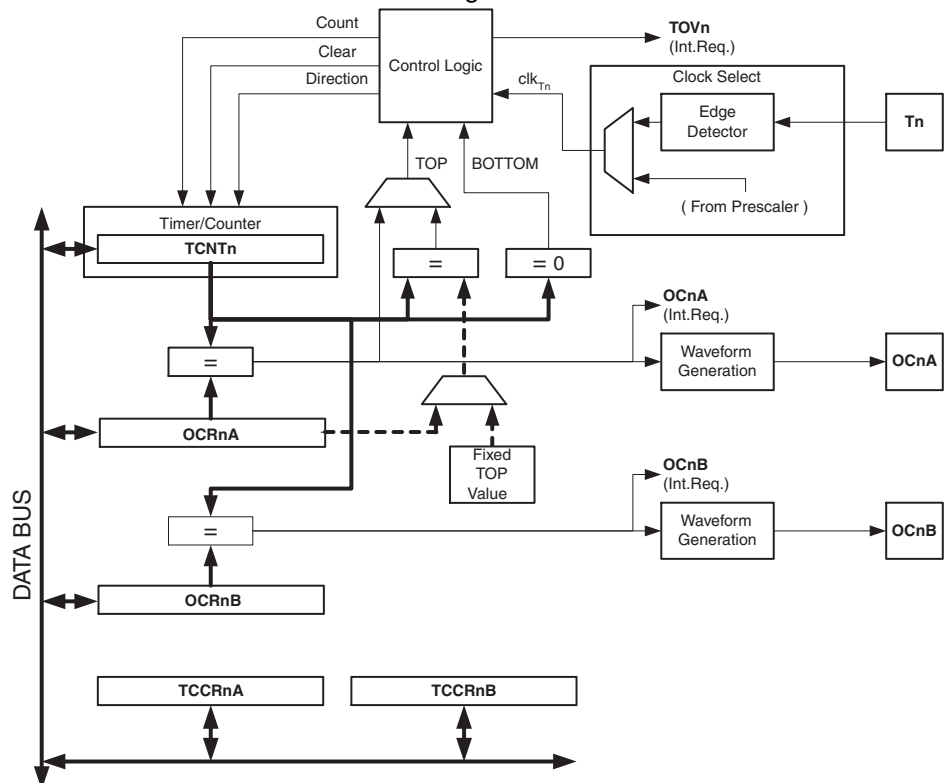 Count
Clear
Direction
Control Logic
TOVn
(Int.Req.)
clkTn
Clock Select
Edge
Detector
Tn
( From Prescaler )
TOP
BOTTOM
Timer/Counter
TCNTn
=
= 0
OCnA
(Int.Req.)
=
Waveform
Generation
OCnA
OCRnA
Fixed
TOP
Value
OCnB
(Int.Req.)
=
Waveform
Generation
OCnB
OCRnB
DATA BUS
TCCRnA
TCCRnB